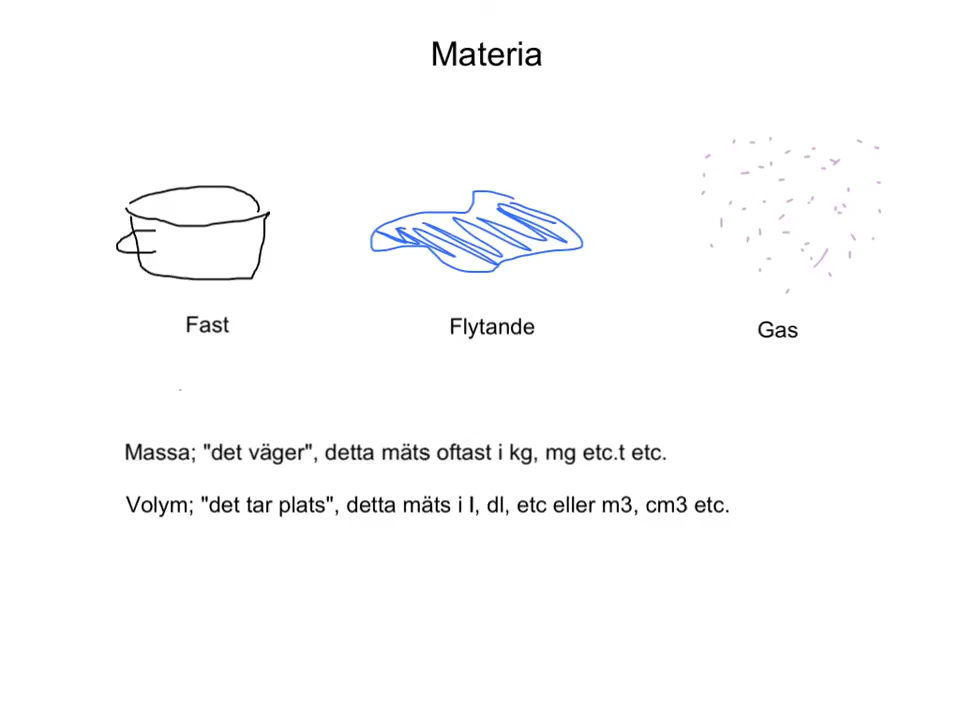 Materia
Fast
Flytande
Gas
Massa; "det väger", detta mäts oftast i kg, mg etc.t etc.
Volym; "det tar plats", detta mäts i l, dl, etc eller m3, cm3 etc.